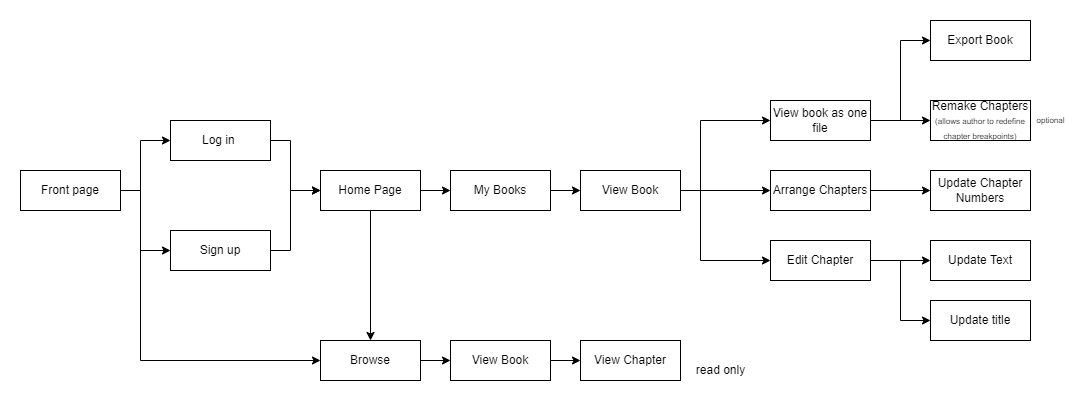 Export Book
View book as one
file
Remake Chapters
(allows author to redefine
chapter breakpoints)
optional
Log in
Front page
Home Page
My Books
View Book
Arrange Chapters
Update Chapter
Numbers
Sign up
Edit Chapter
Update Text
Update title
Browse
View Book
View Chapter
read only